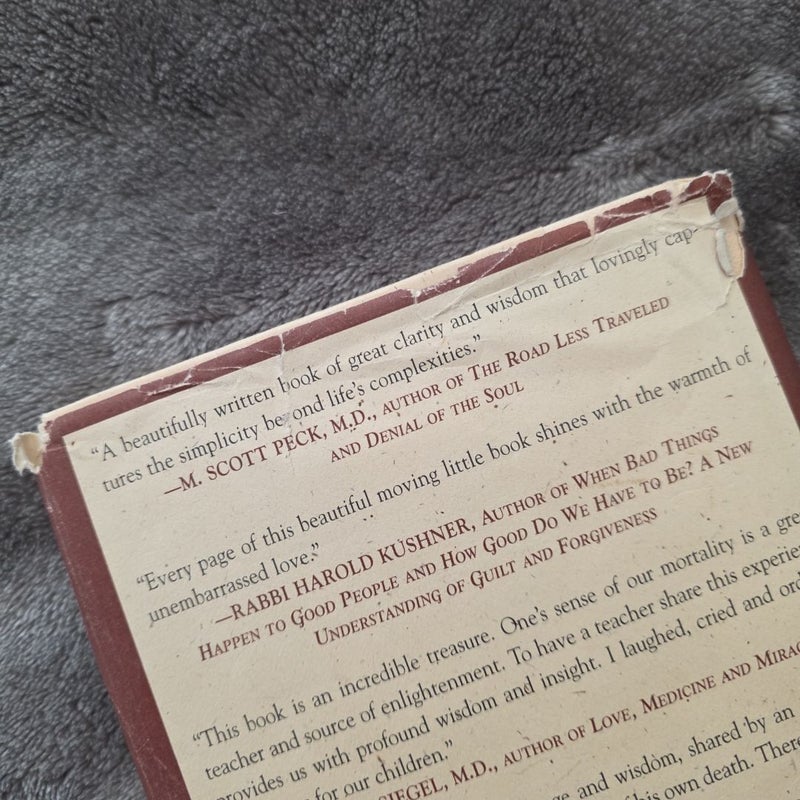 “A beautifully written book of great clarity and wisdom that lovingly cap-
tures the simplicity be ond life’s complexities.”
—M. SCOTT PECK, M.D., AUTHOR OF THE ROAD LESS TRAVELED
AND DENIAL OF THE SOUL
“Every page of this beautiful moving little book shines with the warmth of
unembarrassed love.”
—RABBI HAROLD KUSHNER, AUTHOR OF WHEN BAD THINGS
HAPPEN TO GOOD PEOPLE AND HOW GOOD DO WE HAVE TO BE? A NEW
UNDERSTANDING OF GUILT AND FORGIVENESS
“This book is an incredible treasure. One’s sense of our mortality is a
teacher and source of enlightenment. To have a teacher share this
provides us with profound wisdom and insight. I laughed, cried and
for our children.”
SIEGEL, M.D., AUTHOR OF LOVE, MEDICINE AND
and wisdom, shared by an
his own death.